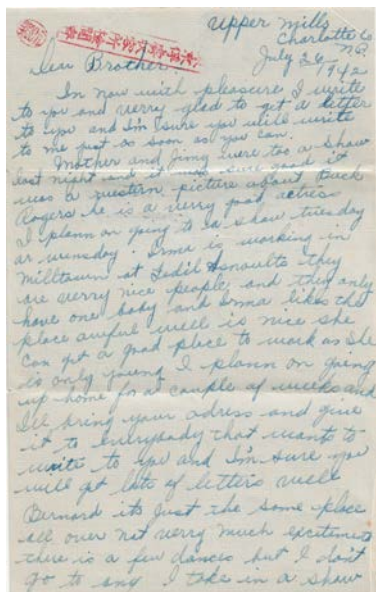 Upper Mills
Charlotte Co
N.B.
July 26/1942
Dear Brother.
In now with pleasure I write
to you and verry glad to get a letter
to you and I'm sure you will write
to me just as soon as you can.
Mother and Jimy were too a show
last night and it was sure good it
was a western picture about Buck
Rogers he is a verry good actress
I plann on going to a show tuesday
or wensday. Irma is working in
Milltown at they
are verry nice people, and they only
have one baby and Irma likes the
place awful well is nice she
can get a good place to work as she
is only young I plann on going
up home for a couple of weeks and
I'll bring your adress and give
it to everybody that wants to
write to you and I'm sure you
will get lots of letters well
Bernard its just the same place
all over not verry much excitement
there is a few dances but I don't
go to any I take in a show